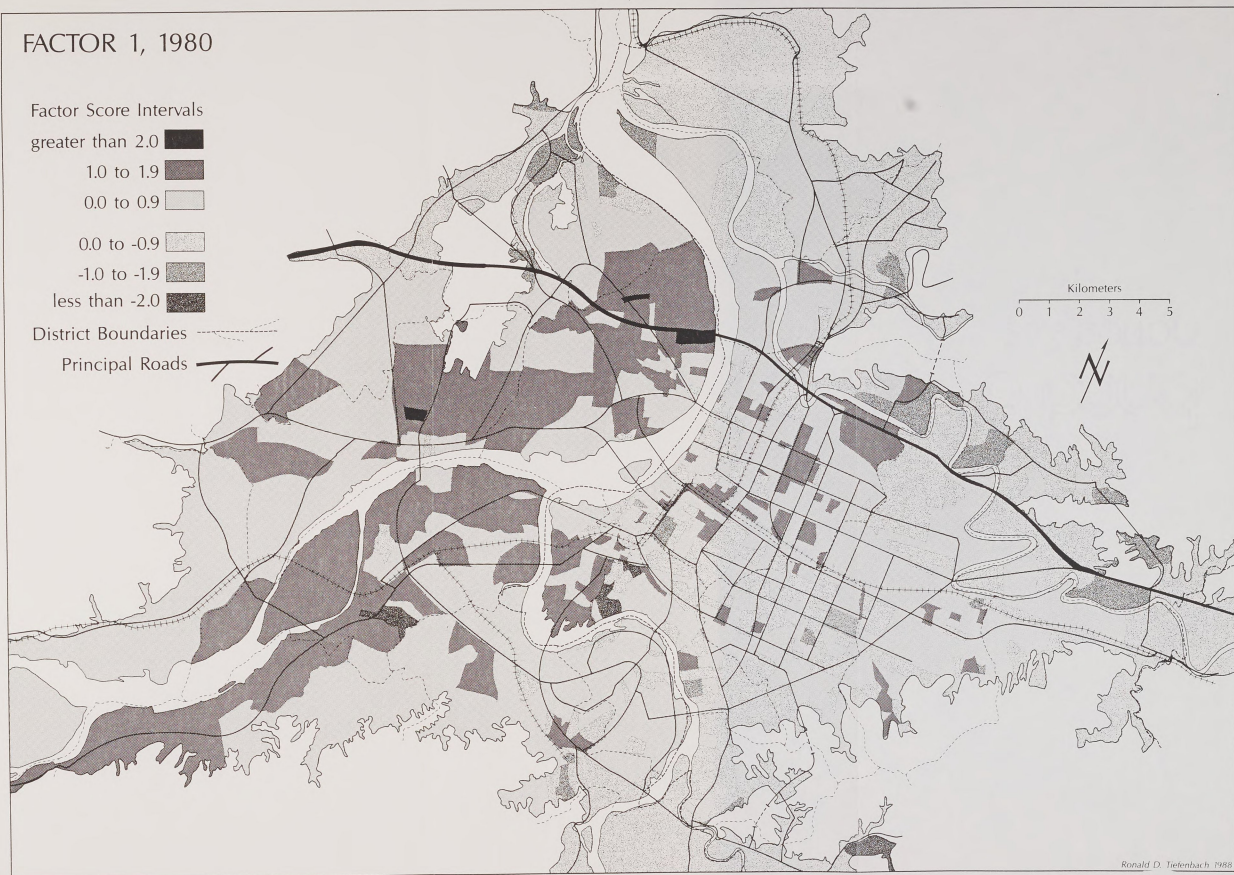 FACTOR 1, 1980
Factor Score Intervals
greater than 2.0
1.0 to 1.9
0.0 to 0.9
0.0 to -0.9
-1.0 to -1.9
less than -2.0
District Boundaries
Principal Roads
Kilometers
0 1 2 3 4 5
N
Ronald D. Tiefenbach 1988